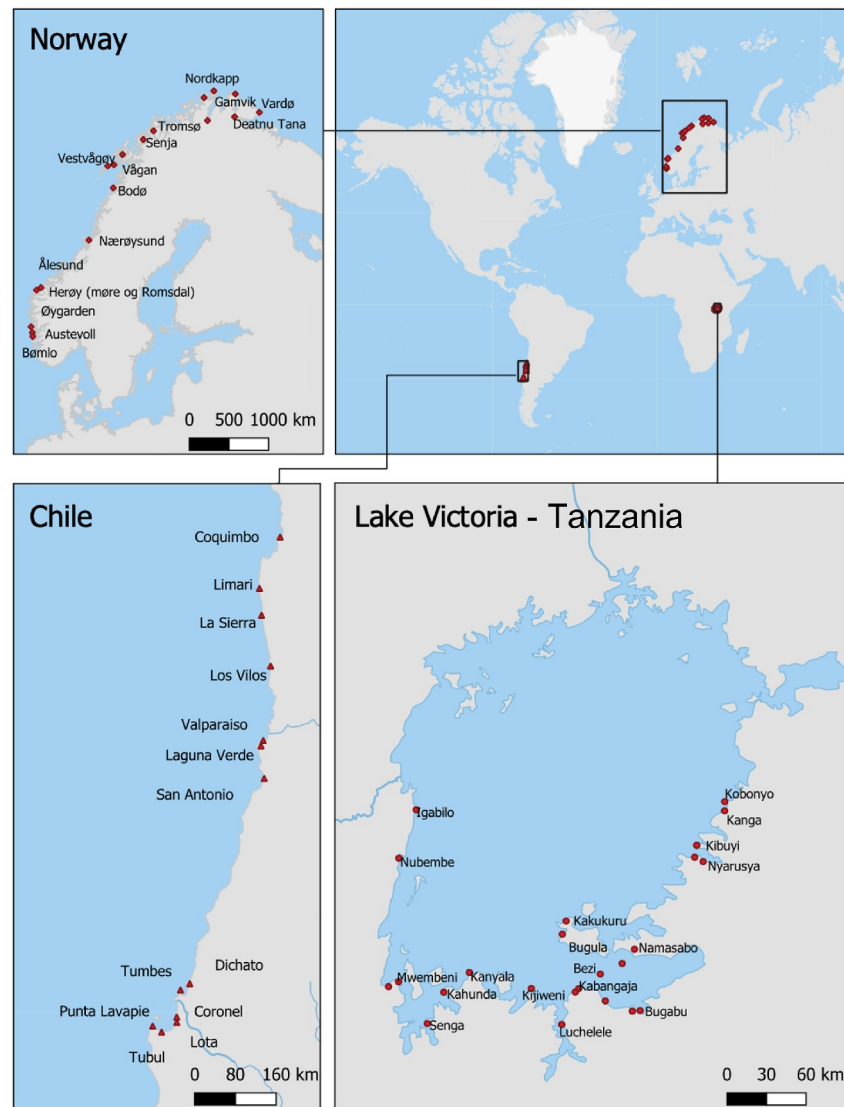 Norway
Nordkapp
Gamvik
Vardø
Tromsø
Deatnu Tana
Senja
Vestvågøy
Vågan
Bodø
Nærøysund
Ålesund
Herøy (møre og Romsdal)
Øygarden
Austevoll
Bømlo
0 500 1000 km
Chile
Coquimbo
Limari
La Sierra
Los Vilos
Valparaiso
Laguna Verde
San Antonio
Dichato
Tumbes
Punta Lavapie
Coronel
Lota
Tubul
0 80 160 km
Lake Victoria - Tanzania
Kobonyo
Igabilo
Kanga
Kibuyi
Nubembe
Nyarusya
Kakukuru
Bugula
Namasabo
Bezi
Mwembeni
Kanyala
Kahunda
Kijiweni
Kabangaja
Bugabu
Senga
Luchelele
0 30 60 km